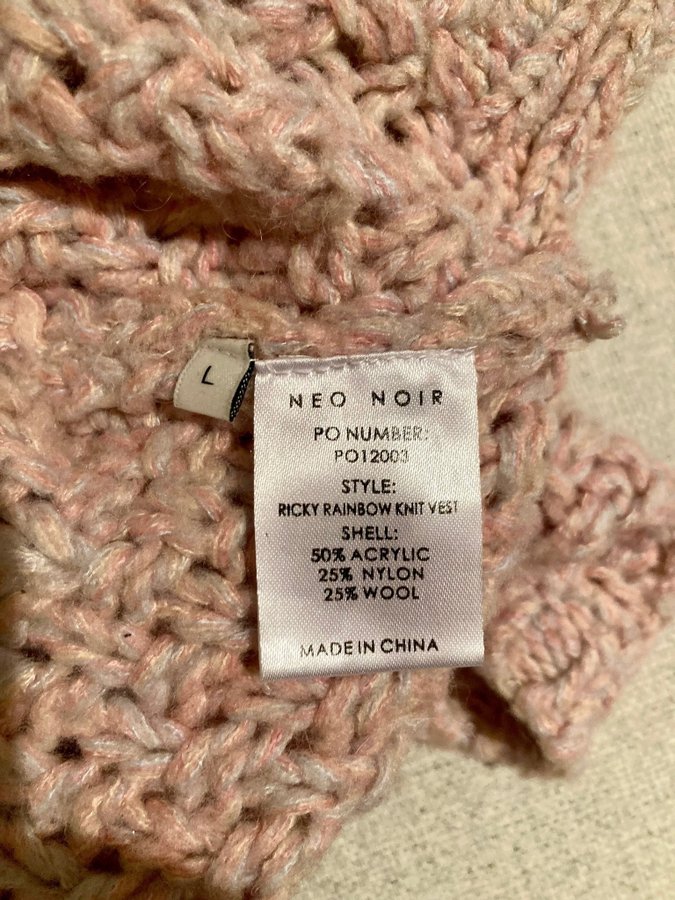 L
NEO NOIR
PO NUMBER:
PO12003
STYLE:
RICKY RAINBOW KNIT VEST
SHELL:
50% ACRYLIC
25% NYLON
25% WOOL
MADE IN CHINA